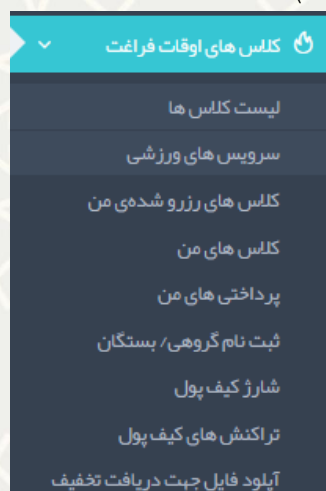 کلاس های اوقات فراغت
لیست کلاس ها
سرویس های ورزشی
کلاس های رزرو شده‌ی من
کلاس های من
پرداختی های من
ثبت نام گروهی/ بستگان
شارژ کیف پول
تراکنش های کیف پول
آپلود فایل جهت دریافت تخفیف